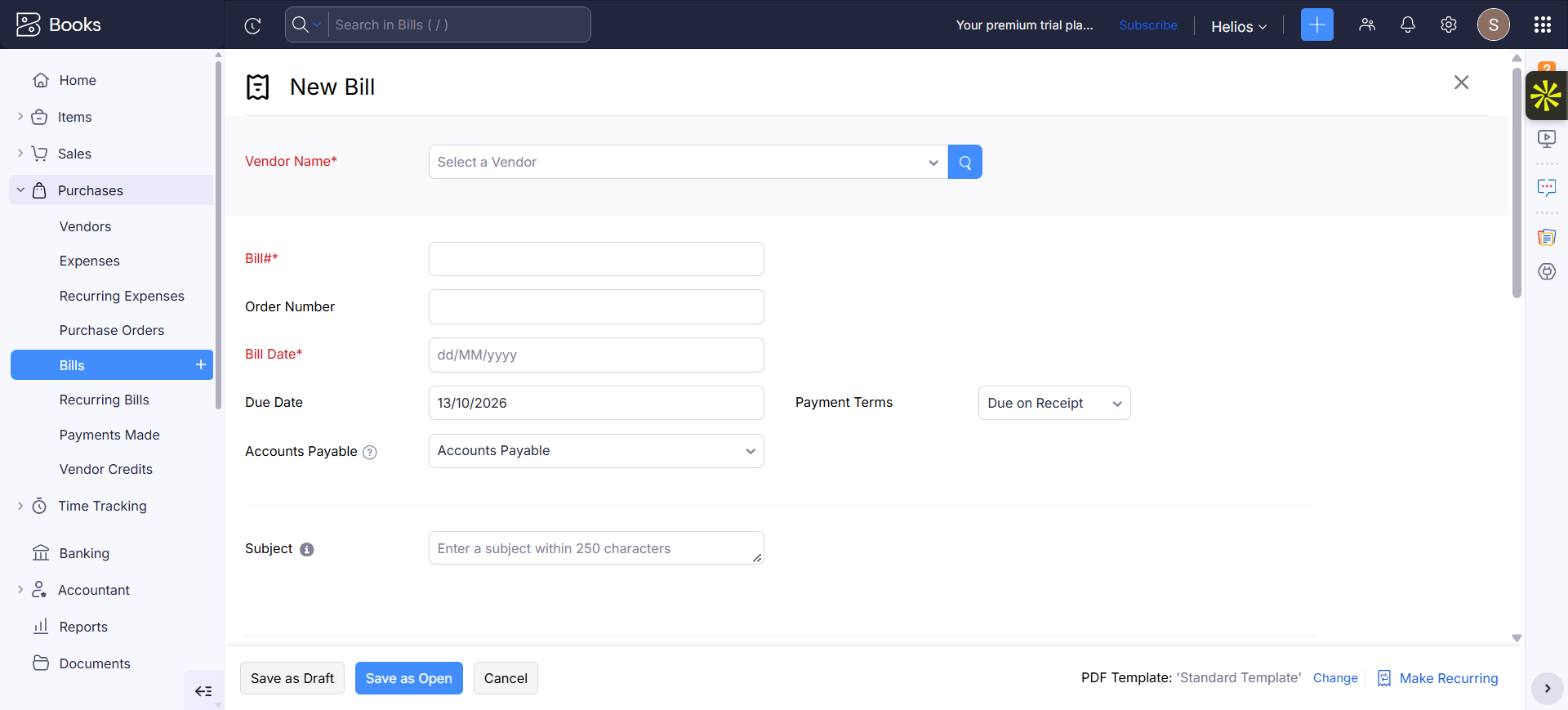 Books
Search in Bills ( / )
Your premium trial pla...
Subscribe
Helios
S
Home
Items
Sales
Purchases
Vendors
Expenses
Recurring Expenses
Purchase Orders
Bills
+
Recurring Bills
Payments Made
Vendor Credits
Time Tracking
Banking
Accountant
Reports
Documents
New Bill
Vendor Name*
Select a Vendor
Bill#*
Order Number
Bill Date*
dd/MM/yyyy
Due Date
13/10/2026
Payment Terms
Due on Receipt
Accounts Payable ?
Accounts Payable
Subject i
Enter a subject within 250 characters
Save as Draft
Save as Open
Cancel
PDF Template: 'Standard Template' Change
Make Recurring
?